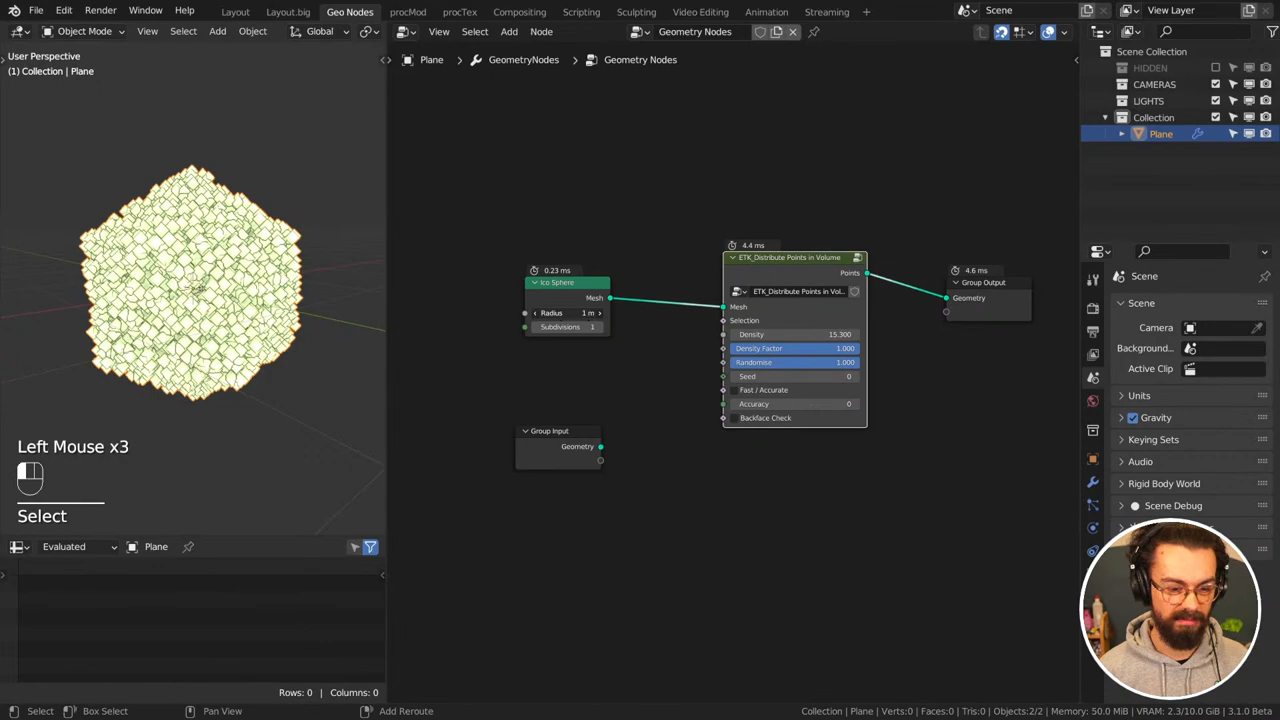 File Edit Render Window Help
Layout Layout.big Geo Nodes procMod procTex Compositing Scripting Sculpting Video Editing Animation Streaming +
Scene
View Layer
Object Mode View Select Add Object Global
View Select Add Node Geometry Nodes
User Perspective
(1) Collection | Plane
Plane > GeometryNodes > Geometry Nodes
Scene Collection
HIDDEN
CAMERAS
LIGHTS
Collection
Plane
0.23 ms
Ico Sphere
Mesh
Radius 1 m
Subdivisions 1
4.4 ms
ETK_Distribute Points in Volume
Points
ETK_Distribute Points in Vol..
Mesh
Selection
Density 15.300
Density Factor 1.000
Randomise 1.000
Seed 0
Fast / Accurate
Accuracy 0
Backface Check
4.6 ms
Group Output
Geometry
Group Input
Geometry
Scene
Scene
Camera
Background...
Active Clip
Units
Gravity
Keying Sets
Audio
Rigid Body World
Scene Debug
Left Mouse x3
Select
Evaluated Plane
Rows: 0 | Columns: 0
Select Box Select Pan View Add Reroute
Collection | Plane | Verts:0 | Faces:0 | Tris:0 | Objects:2/2 | Memory: 50.0 MiB | VRAM: 2.3/10.0 GiB | 3.1.0 Beta